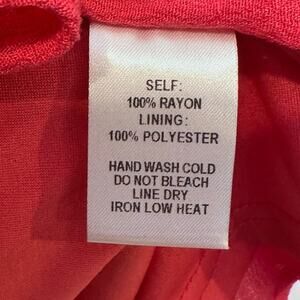 SELF:
100% RAYON
LINING:
100% POLYESTER
HAND WASH COLD
DO NOT BLEACH
LINE DRY
IRON LOW HEAT